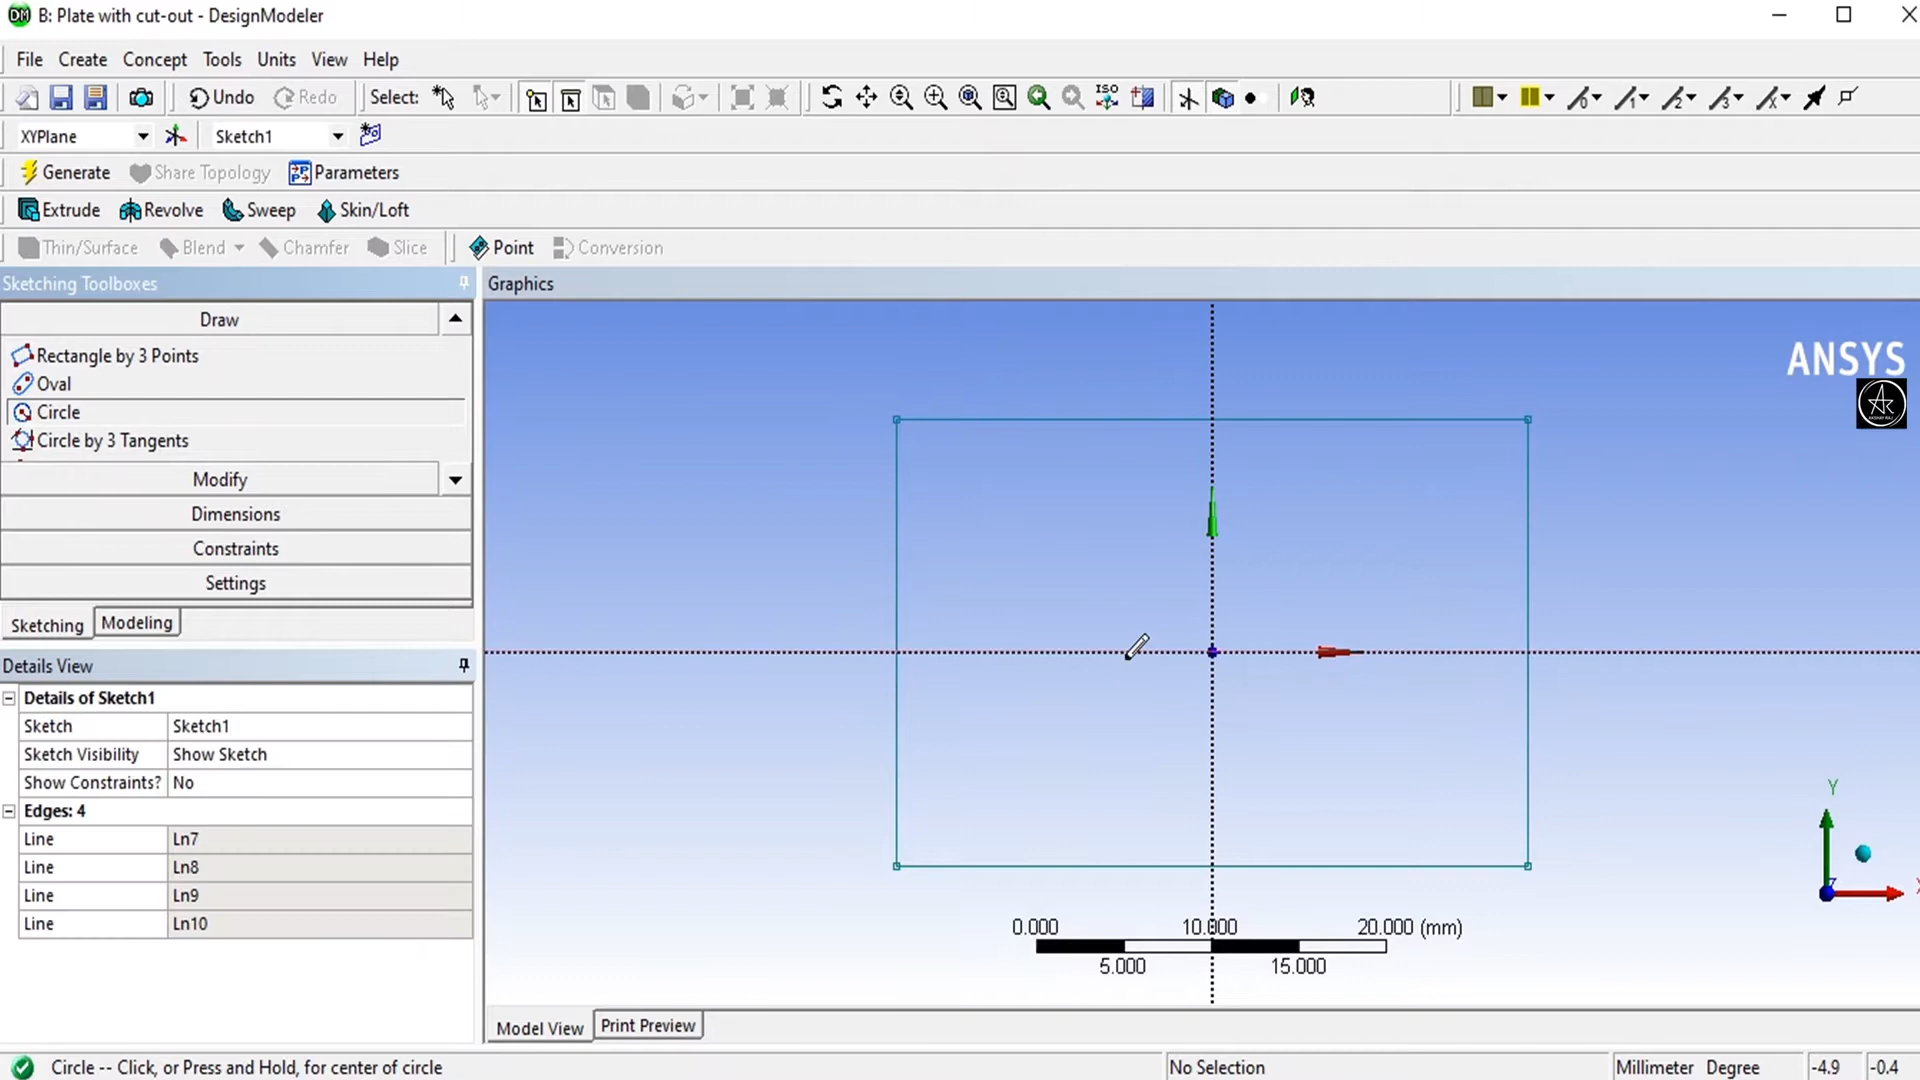 B: Plate with cut-out - DesignModeler
File Create Concept Tools Units View Help
Undo Redo Select: ISO
XYPlane Sketch1
Generate Share Topology Parameters
Extrude Revolve Sweep Skin/Loft
Thin/Surface Blend Chamfer Slice Point Conversion
Sketching Toolboxes
Draw
Rectangle by 3 Points
Oval
Circle
Circle by 3 Tangents
Modify
Dimensions
Constraints
Settings
Sketching Modeling
Details View
Details of Sketch1
Sketch Sketch1
Sketch Visibility Show Sketch
Show Constraints? No
Edges: 4
Line Ln7
Line Ln8
Line Ln9
Line Ln10
Graphics
ANSYS
Y
0.000 10.000 20.000 (mm)
5.000 15.000
Model View Print Preview
Circle -- Click, or Press and Hold, for center of circle No Selection Millimeter Degree -4.9 -0.4